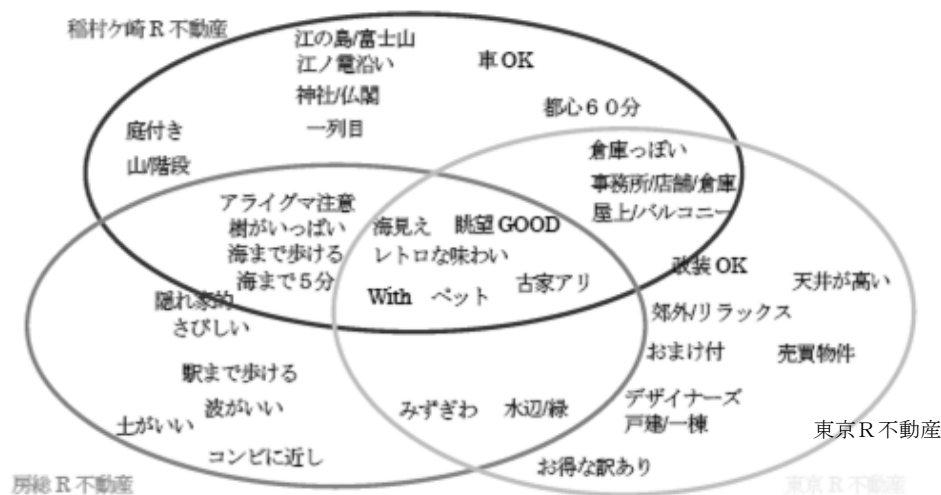 稲村ケ崎R不動産
江の島/富士山
江ノ電沿い
車OK
神社/仏閣
都心60分
庭付き
一列目
山/階段
倉庫っぽい
事務所/店舗/倉庫
屋上/バルコニー
アライグマ注意
樹がいっぱい
海まで歩ける
海まで5分
海見え 眺望GOOD
レトロな味わい
With ペット
古家アリ
改装OK
天井が高い
隠れ家的
さびしい
郊外/リラックス
おまけ付
売買物件
駅まで歩ける
波がいい
土がいい
コンビに近し
みずぎわ 水辺/緑
デザイナーズ
戸建/一棟
お得な訳あり
東京R不動産
房総R不動産
東京R不動産